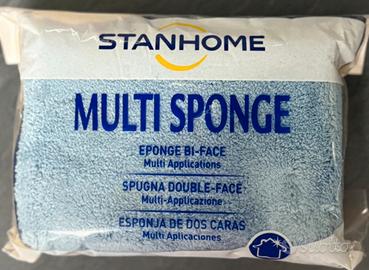 STANHOME
MULTI SPONGE
EPONGE BI-FACE
Multi Applications
SPUGNA DOUBLE-FACE
Multi-Applicazione
ESPONJA DE DOS CARAS
Multi Aplicaciones